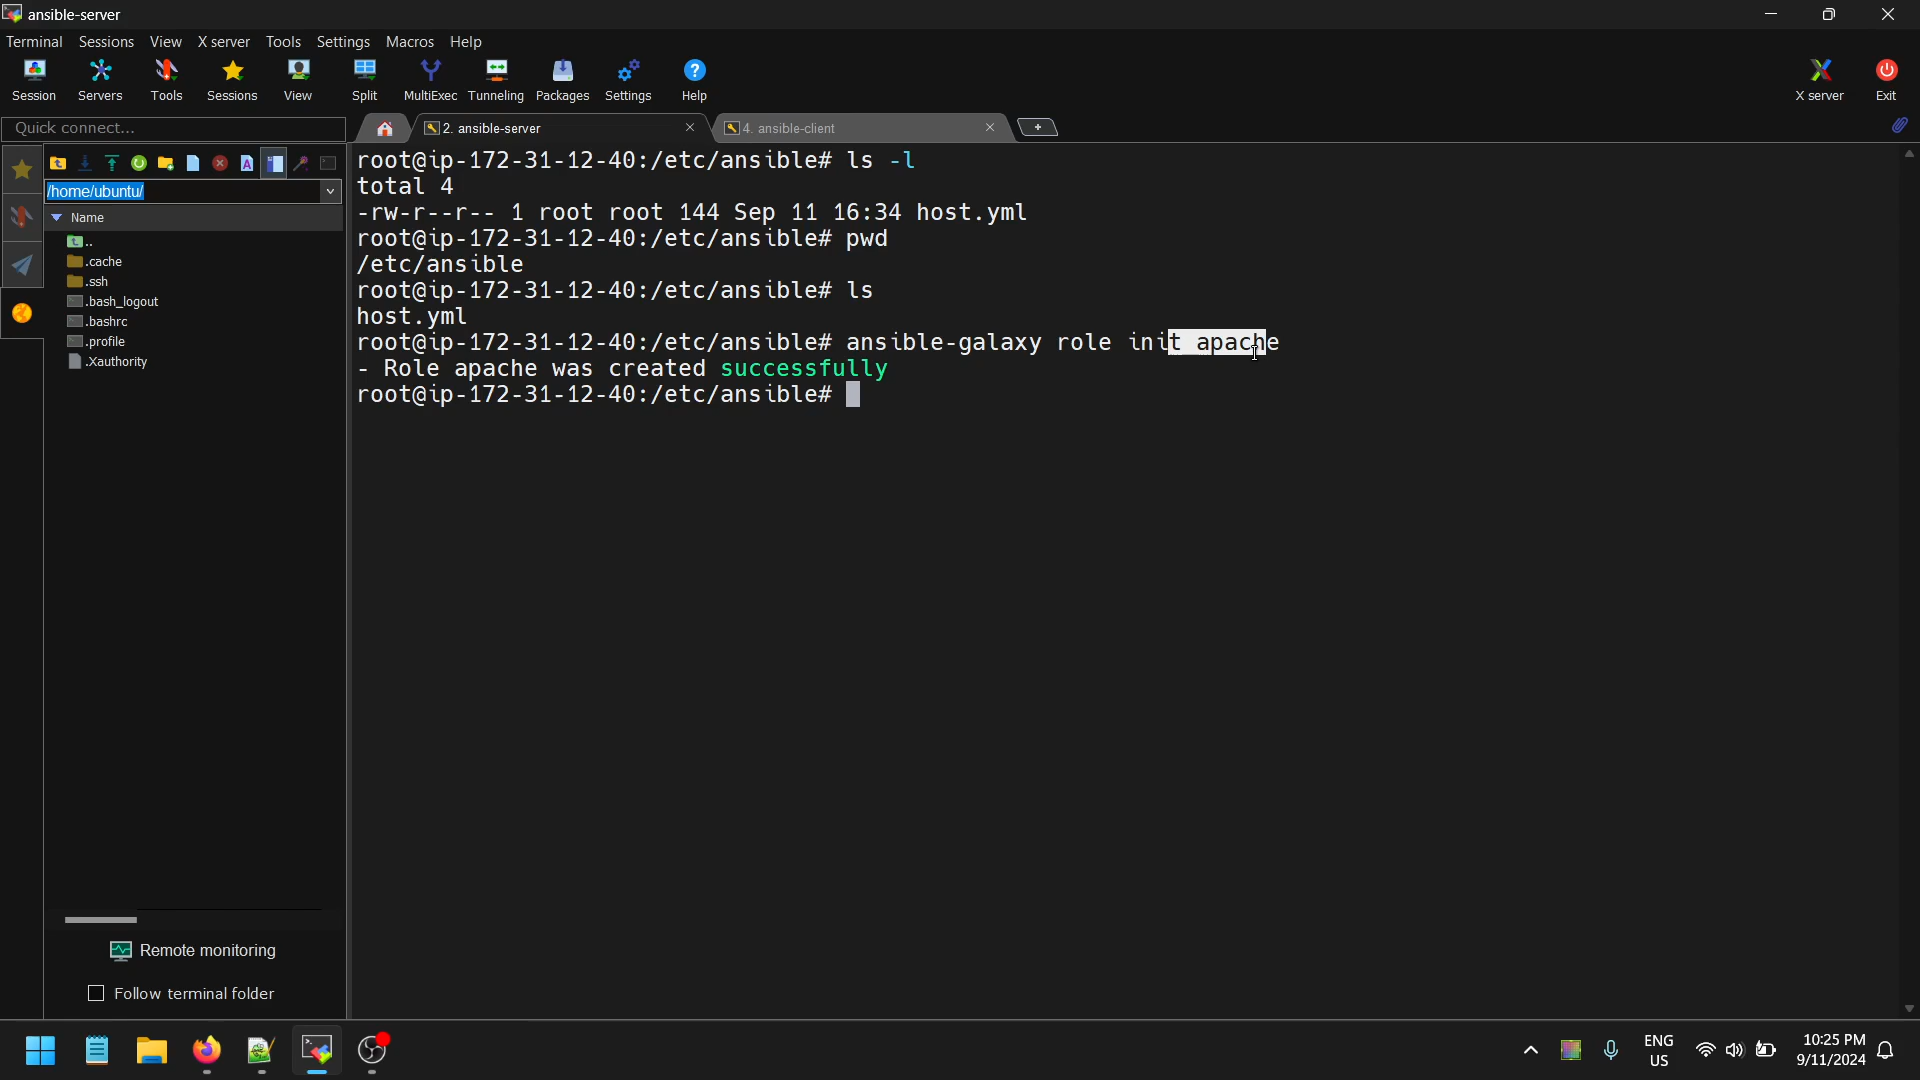 ansible-server
Terminal Sessions View X server Tools Settings Macros Help
Session Servers Tools Sessions View Split MultiExec Tunneling Packages Settings Help X server Exit
Quick connect...
2. ansible-server
4. ansible-client
/home/ubuntu/
Name
..
.cache
.ssh
.bash_logout
.bashrc
.profile
.Xauthority
Remote monitoring
Follow terminal folder
root@ip-172-31-12-40:/etc/ansible# ls -l
total 4
-rw-r--r-- 1 root root 144 Sep 11 16:34 host.yml
root@ip-172-31-12-40:/etc/ansible# pwd
/etc/ansible
root@ip-172-31-12-40:/etc/ansible# ls
host.yml
root@ip-172-31-12-40:/etc/ansible# ansible-galaxy role init apache
- Role apache was created successfully
root@ip-172-31-12-40:/etc/ansible#
ENG
US
10:25 PM
9/11/2024